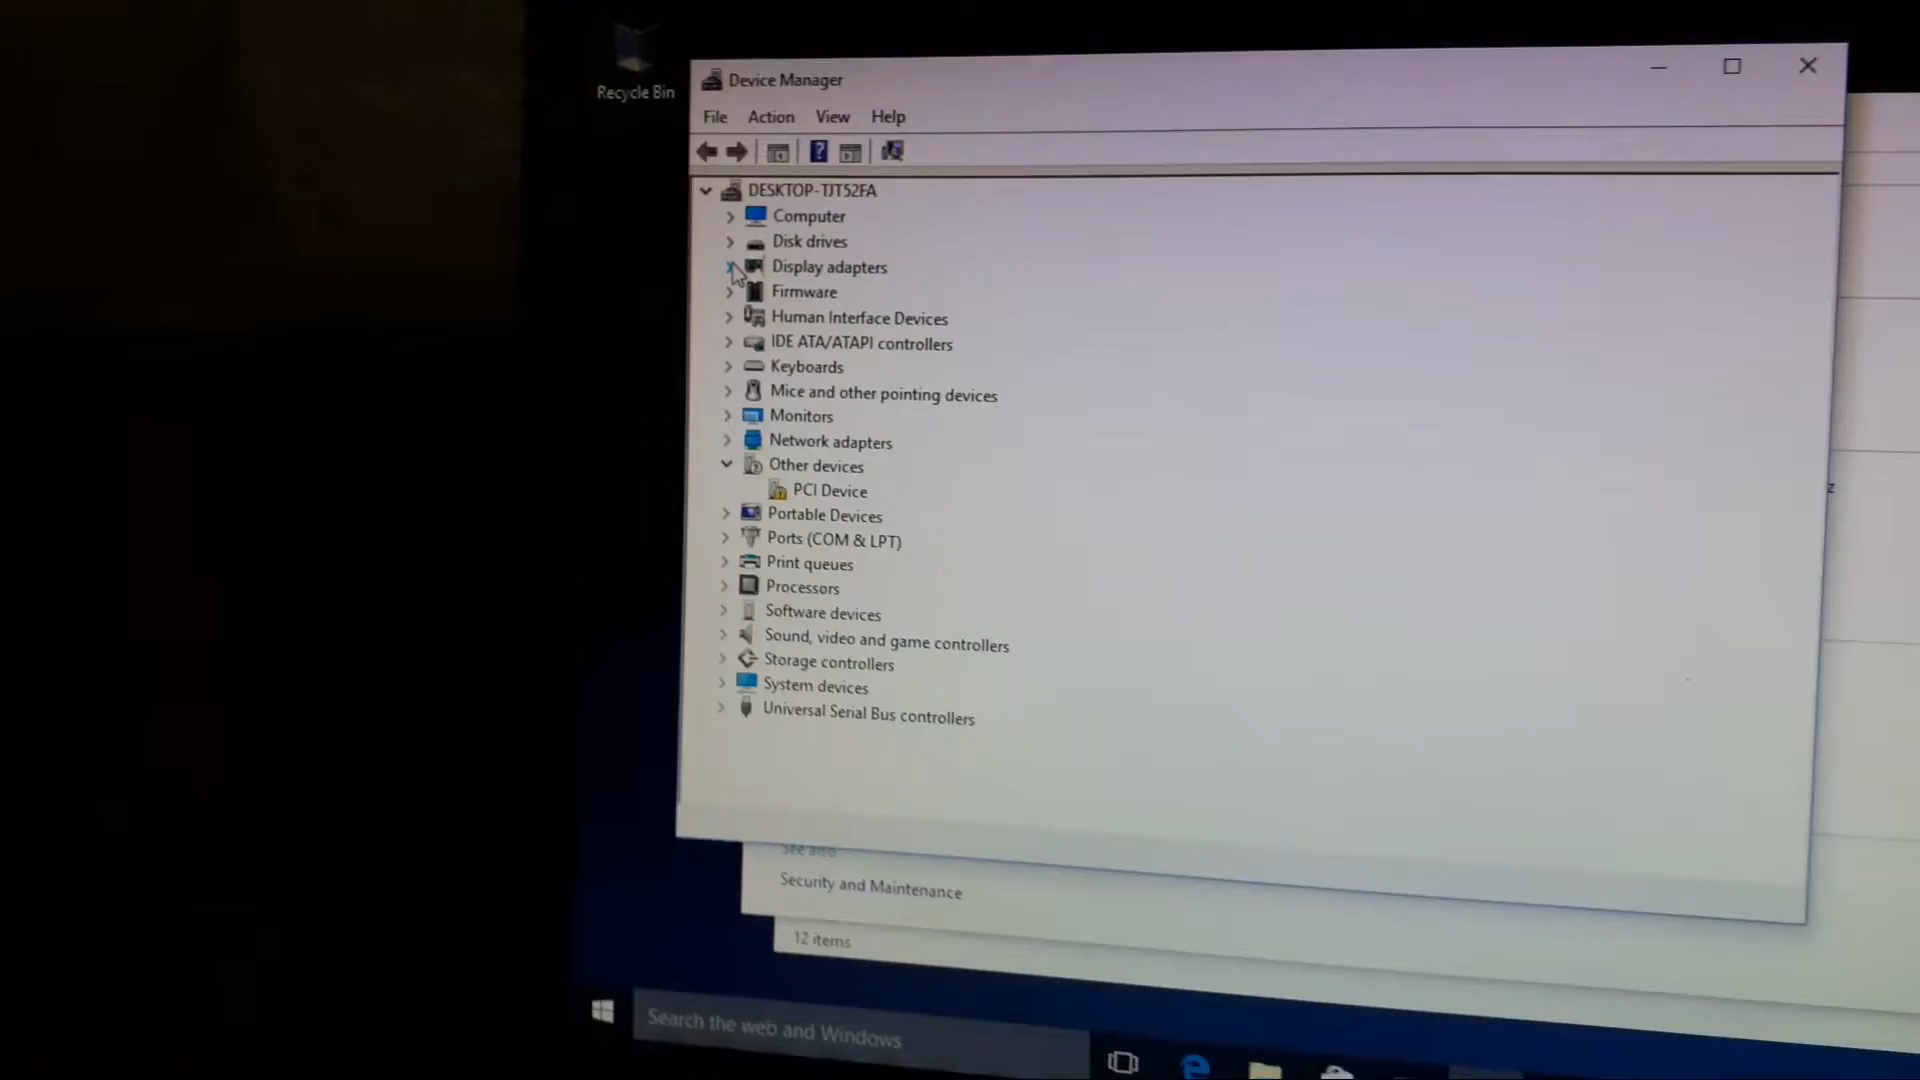 Recycle Bin
Device Manager
File Action View Help
DESKTOP-TJT52FA
Computer
Disk drives
Display adapters
Firmware
Human Interface Devices
IDE ATA/ATAPI controllers
Keyboards
Mice and other pointing devices
Monitors
Network adapters
Other devices
PCI Device
Portable Devices
Ports (COM & LPT)
Print queues
Processors
Software devices
Sound, video and game controllers
Storage controllers
System devices
Universal Serial Bus controllers
See also
Security and Maintenance
12 items
Search the web and Windows